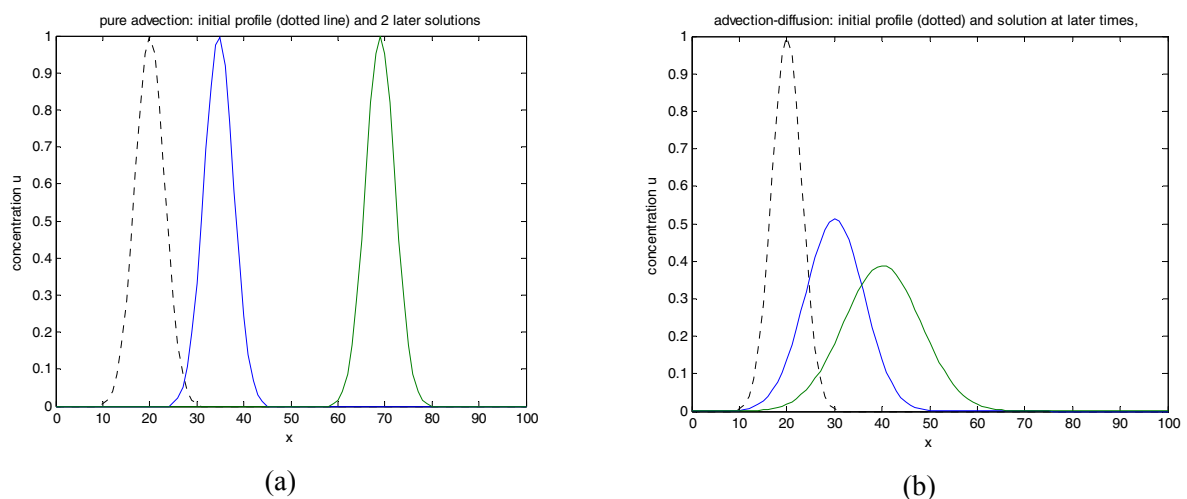 pure advection: initial profile (dotted line) and 2 later solutions
1
0.9
0.8
0.7
0.6
0.5
0.4
0.3
0.2
0.1
0
concentration u
0 10 20 30 40 50 60 70 80 90 100
x
(a)
advection-diffusion: initial profile (dotted) and solution at later times,
1
0.9
0.8
0.7
0.6
0.5
0.4
0.3
0.2
0.1
0
concentration u
0 10 20 30 40 50 60 70 80 90 100
x
(b)